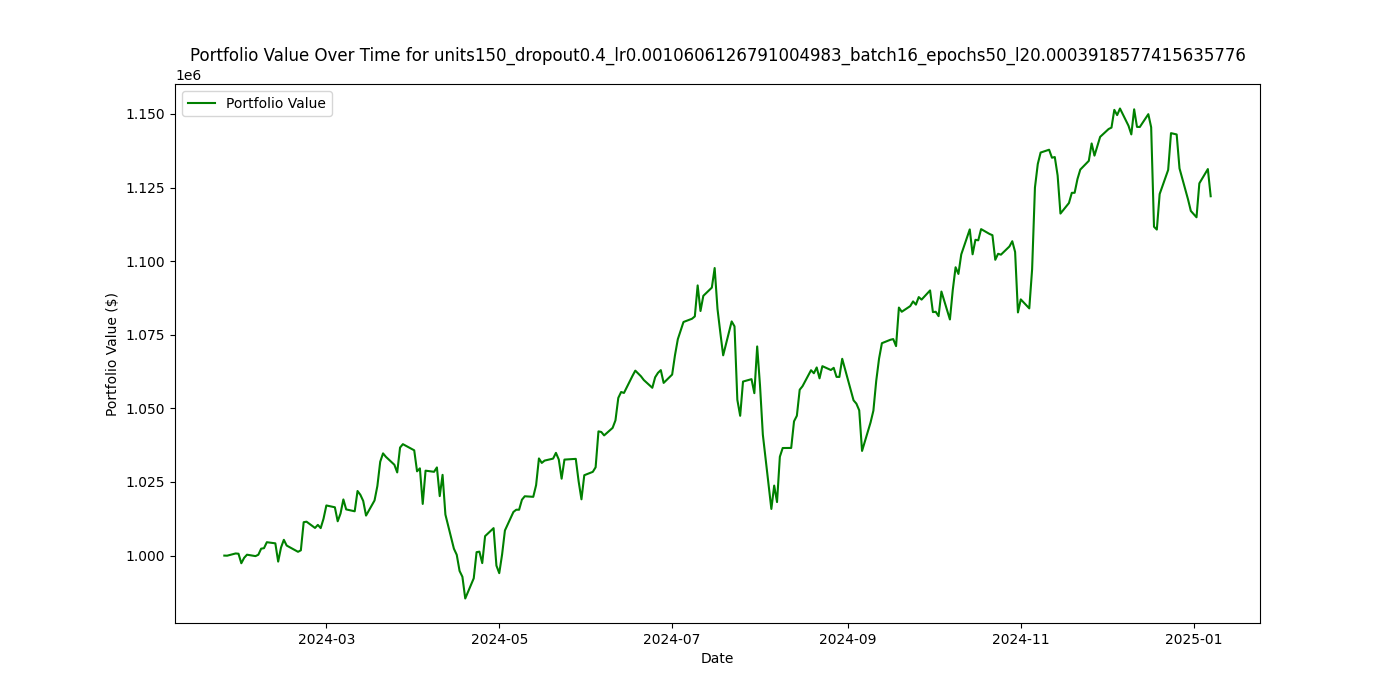 Portfolio Value Over Time for units150_dropout0.4_lr0.0010606126791004983_batch16_epochs50_l20.0003918577415635776
1e6
Portfolio Value
1.150
1.125
1.100
1.075
1.050
1.025
1.000
Portfolio Value ($)
2024-03
2024-05
2024-07
2024-09
2024-11
2025-01
Date